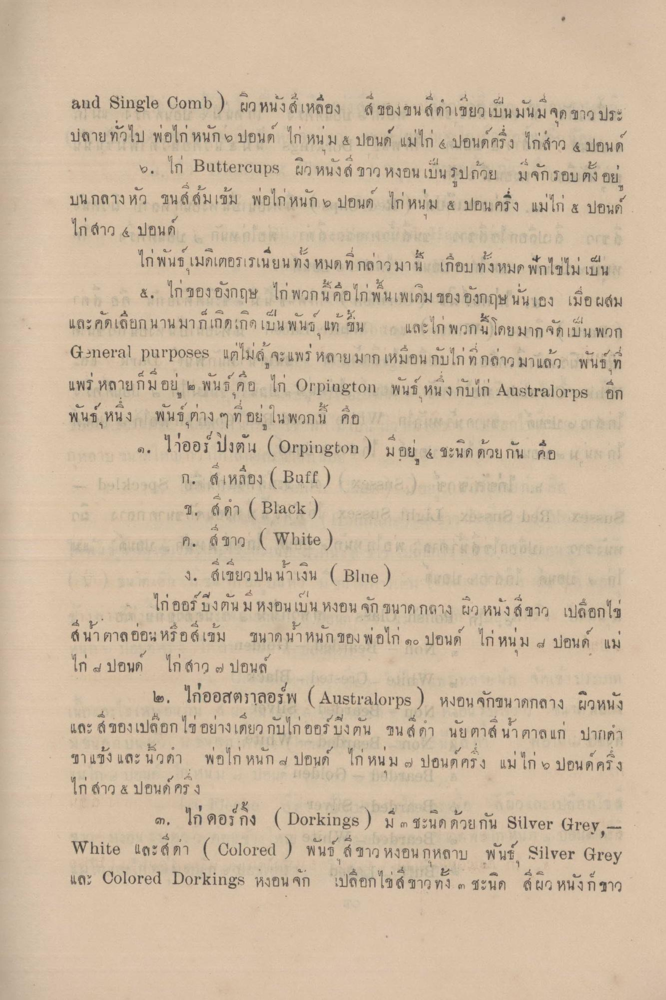 and Single Comb ) ผิวหนังสีเหลือง สีของขนสีดำเขียวเป็นมันมีจุดขาวประ
ปลายทั่วไป พ่อไก่หนัก ๖ ปอนด์ ไก่หนุ่ม ๕ ปอนด์ แม่ไก่ ๔ ปอนด์ครึ่ง ไก่สาว ๔ ปอนด์
๖. ไก่ Buttercups ผิวหนังสีขาวหงอนเป็นรูปถ้วย มีจักรอบตั้งอยู่
บนกลางหัว ขนสีส้มเข้ม พ่อไก่หนัก ๖ ปอนด์ ไก่หนุ่ม ๕ ปอนครึ่ง แม่ไก่ ๕ ปอนด์
ไก่สาว ๔ ปอนด์
ไก่พันธุ์เมดิเตอรเรเนียนทั้งหมดที่กล่าวมานี้ เกือบทั้งหมดฟักไข่ไม่เป็น
๕. ไก่ของอังกฤษ ไก่พวกนี้คือไก่พื้นเพเดิมของอังกฤษนั่นเอง เมื่อผสม
และคัดเลือกนานมาก็เกิดเกิดเป็นพันธุ์แท้ขึ้น และไก่พวกนี้โดยมากจัดเป็นพวก
General purposes แต่ไม่สู้จะแพร่หลายมากเหมือนกับไก่ที่กล่าวมาแล้ว พันธุ์ที่
แพร่หลายก็มีอยู่ ๒ พันธุ์คือ ไก่ Orpington พันธุ์หนึ่งกับไก่ Australorps อีก
พันธุ์หนึ่ง พันธุ์ต่าง ๆ ที่อยู่ในพวกนี้ คือ
๑. ไก่ออร์ปิงตัน ( Orpington ) มีอยู่ ๔ ชะนิดด้วยกัน คือ
ก. สีเหลือง ( Buff )
ข. สีดำ ( Black )
ค. สีขาว ( White )
ง. สีเขียวปนน้ำเงิน ( Blue )
ไก่ออร์บีงตันมีหงอนเป็นหงอนจักขนาดกลาง ผิวหนังสีขาว เปลือกไข่
สีน้ำตาลอ่อนหรือสีเข้ม ขนาดน้ำหนักของพ่อไก่ ๑๐ ปอนด์ ไก่หนุ่ม ๘ ปอนด์ แม่
ไก่ ๘ ปอนด์ ไก่สาว ๗ ปอนล์
๒. ไก่ออสตราลอร์พ ( Australorps ) หงอนจักขนาดกลาง ผิวหนัง
และสีของเปลือกไข่อย่างเดียวกับไก่ออร์บีงตัน ขนสีดำ นัยตาสีน้ำตาลแก่ ปากดำ
ขาแข้งและนิ้วดำ พ่อไก่หนัก ๘ ปอนด์ ไก่หนุ่ม ๗ ปอนด์ครึ่ง แม่ไก่ ๖ ปอนด์ครึ่ง
ไก่สาว ๕ ปอนด์ครึ่ง
๓. ไก่ดอร์กิ้ง ( Dorkings ) มี ๓ ชะนิดด้วยกัน Silver Grey,—
White และสีดำ ( Colored ) พันธุ์สีขาวหงอนกุหลาบ พันธุ์ Silver Grey
และ Colored Dorkings หงอนจัก เปลือกไข่สีขาวทั้ง ๓ ชะนิด สีผิวหนังก็ขาว